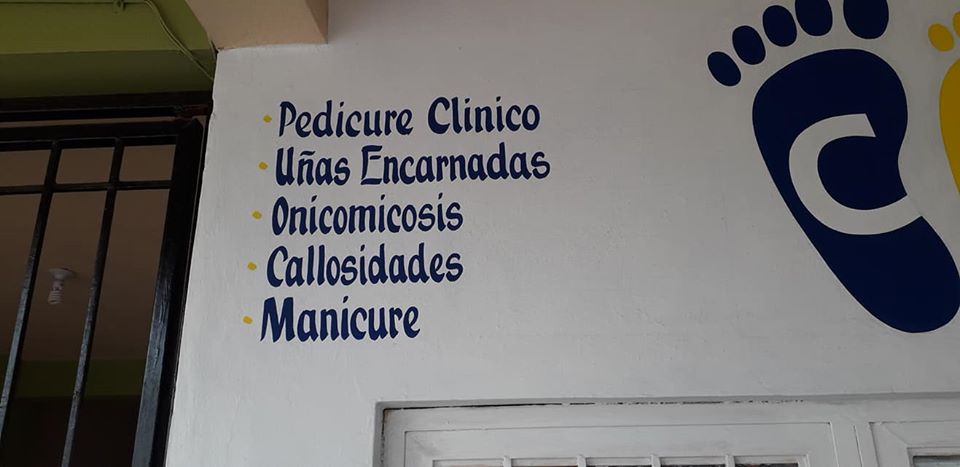 · Pedicure Clinico
· Uñas Encarnadas
· Onicomicosis
· Callosidades
· Manicure
C